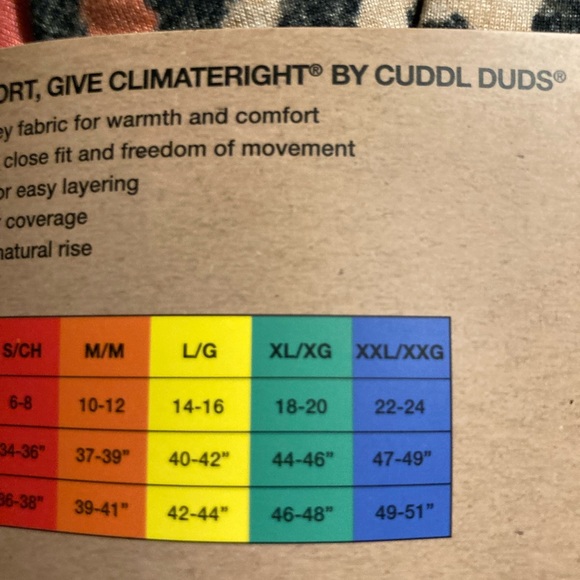 ORT, GIVE CLIMATERIGHT® BY CUDDL DUDS®
ey fabric for warmth and comfort
close fit and freedom of movement
or easy layering
coverage
natural rise
S/CH M/M L/G XL/XG XXL/XXG
6-8 10-12 14-16 18-20 22-24
34-36" 37-39" 40-42" 44-46" 47-49"
36-38" 39-41" 42-44" 46-48" 49-51"